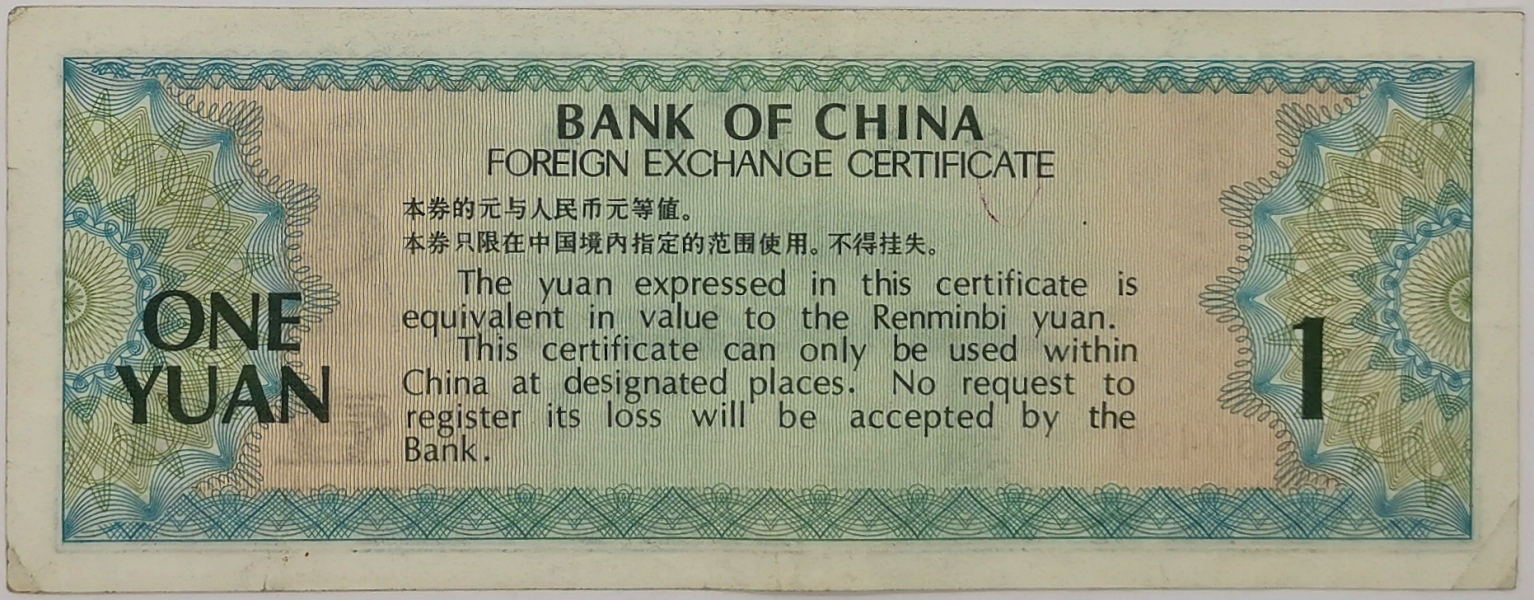 BANK OF CHINA
FOREIGN EXCHANGE CERTIFICATE
本券的元与人民币元等值。
本券只限在中国境内指定的范围使用。不得挂失。
The yuan expressed in this certificate is
equivalent in value to the Renminbi yuan.
This certificate can only be used within
China at designated places. No request to
register its loss will be accepted by the
Bank.
ONE
YUAN
1